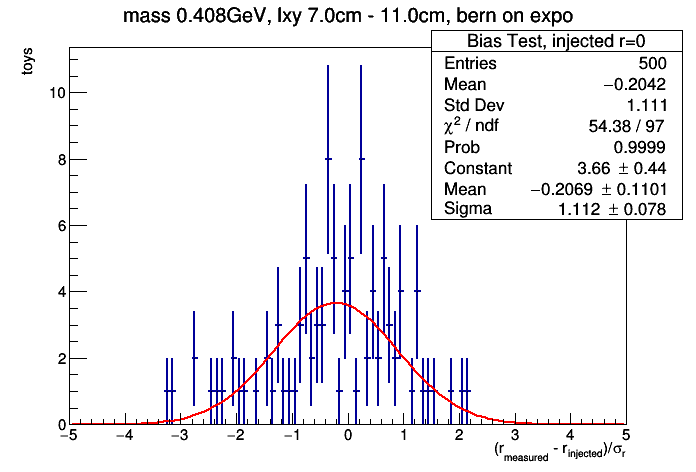 mass 0.408GeV, lxy 7.0cm - 11.0cm, bern on expo
Bias Test, injected r=0
Entries 500
Mean −0.2042
Std Dev 1.111
χ² / ndf 54.38 / 97
Prob 0.9999
Constant 3.66 ± 0.44
Mean −0.2069 ± 0.1101
Sigma 1.112 ± 0.078
toys
10
8
6
4
2
0
−5 −4 −3 −2 −1 0 1 2 3 4 5
(r_measured - r_injected)/σ_r